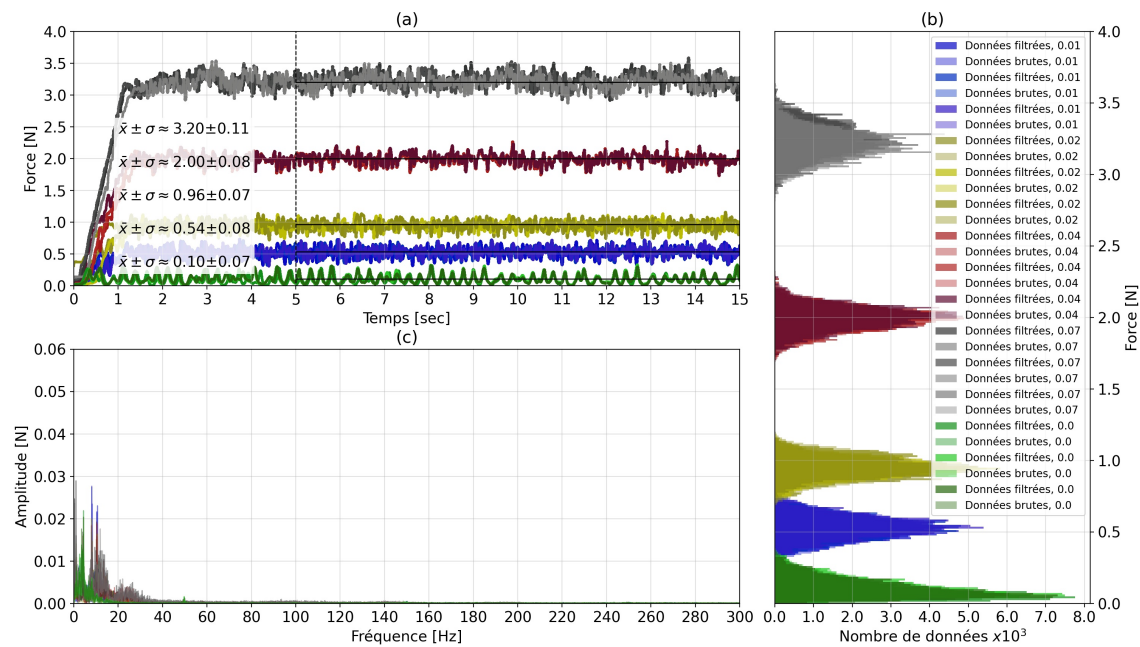 (a)
4.0
3.5
3.0
2.5
2.0
1.5
1.0
0.5
0.0
Force [N]
x̄ ± σ ≈ 3.20±0.11
x̄ ± σ ≈ 2.00±0.08
x̄ ± σ ≈ 0.96±0.07
x̄ ± σ ≈ 0.54±0.08
x̄ ± σ ≈ 0.10±0.07
0 1 2 3 4 5 6 7 8 9 10 11 12 13 14 15
Temps [sec]
(c)
0.06
0.05
0.04
0.03
0.02
0.01
0.00
Amplitude [N]
0 20 40 60 80 100 120 140 160 180 200 220 240 260 280 300
Fréquence [Hz]
(b)
Données filtrées, 0.01
Données brutes, 0.01
Données filtrées, 0.01
Données brutes, 0.01
Données filtrées, 0.01
Données brutes, 0.01
Données filtrées, 0.02
Données brutes, 0.02
Données filtrées, 0.02
Données brutes, 0.02
Données filtrées, 0.02
Données brutes, 0.02
Données filtrées, 0.04
Données brutes, 0.04
Données filtrées, 0.04
Données brutes, 0.04
Données filtrées, 0.04
Données brutes, 0.04
Données filtrées, 0.07
Données brutes, 0.07
Données filtrées, 0.07
Données brutes, 0.07
Données filtrées, 0.07
Données brutes, 0.07
Données filtrées, 0.0
Données brutes, 0.0
Données filtrées, 0.0
Données brutes, 0.0
Données filtrées, 0.0
Données brutes, 0.0
4.0
3.5
3.0
2.5
2.0
1.5
1.0
0.5
0.0
Force [N]
0.0 1.0 2.0 3.0 4.0 5.0 6.0 7.0 8.0
Nombre de données x10³